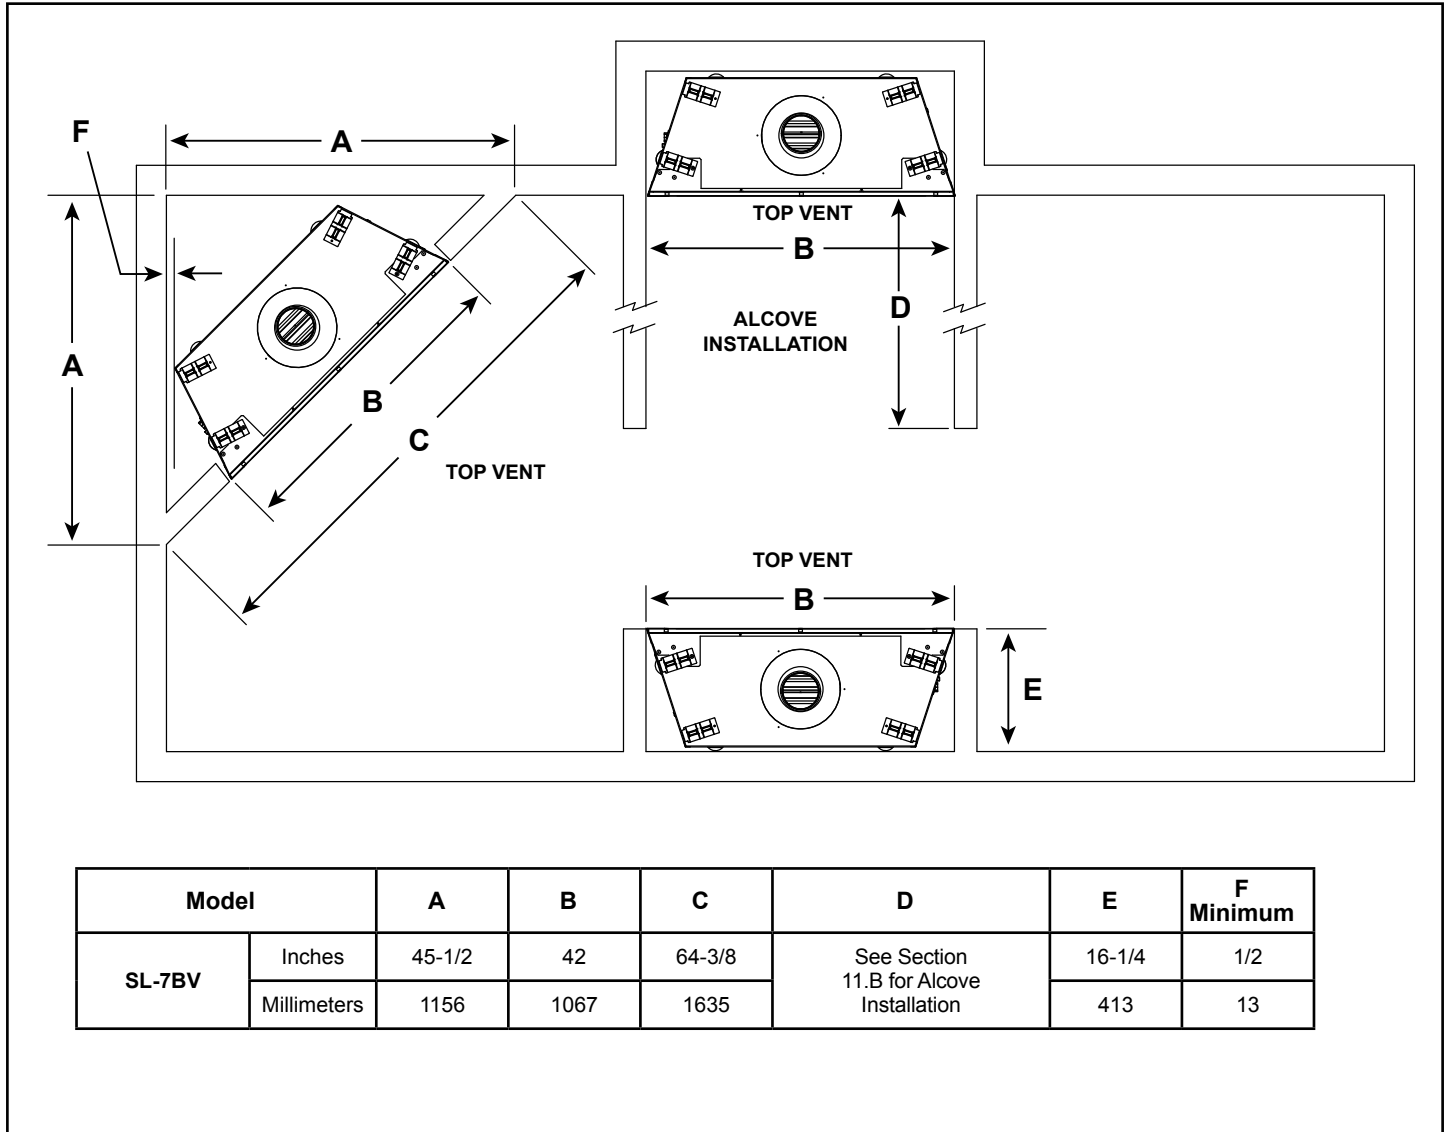 F
A
TOP VENT
B
D
ALCOVE
INSTALLATION
A
B
C
TOP VENT
TOP VENT
B
E
Model A B C D E F
Minimum
SL-7BV Inches 45-1/2 42 64-3/8 See Section
11.B for Alcove
Installation 16-1/4 1/2
Millimeters 1156 1067 1635 413 13